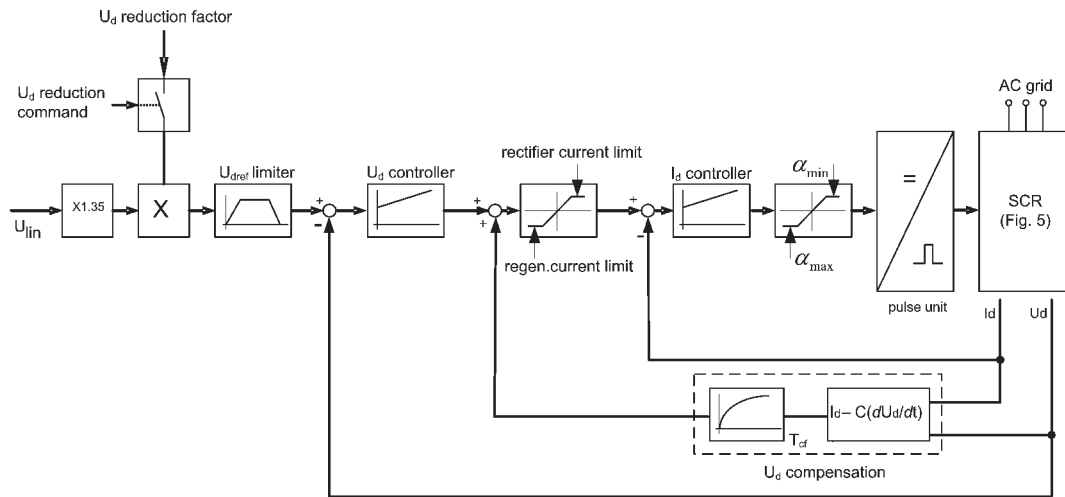 Ud reduction factor
Ud reduction
command
Ulin
X1.35
X
Udref limiter
+
−
Ud controller
+
+
rectifier current limit
regen.current limit
+
−
Id controller
αmin
αmax
=
pulse unit
AC grid
SCR
(Fig. 5)
Id
Ud
Id− C(dUd/dt)
Tcf
Ud compensation